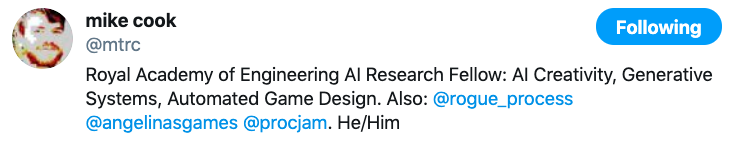 mike cook
Following
@mtrc
Royal Academy of Engineering AI Research Fellow: AI Creativity, Generative
Systems, Automated Game Design. Also: @rogue_process
@angelinasgames @procjam. He/Him